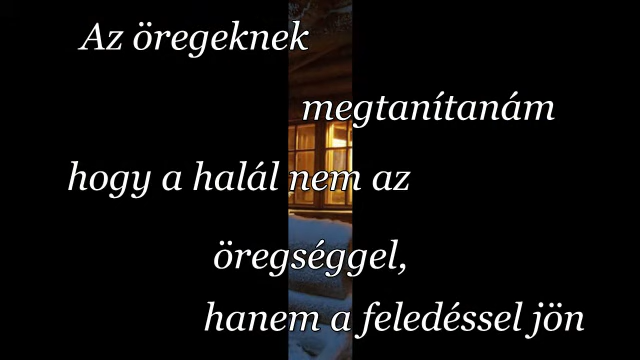 Az öregeknek
megtanítanám
hogy a halál nem az
öregséggel,
hanem a feledéssel jön